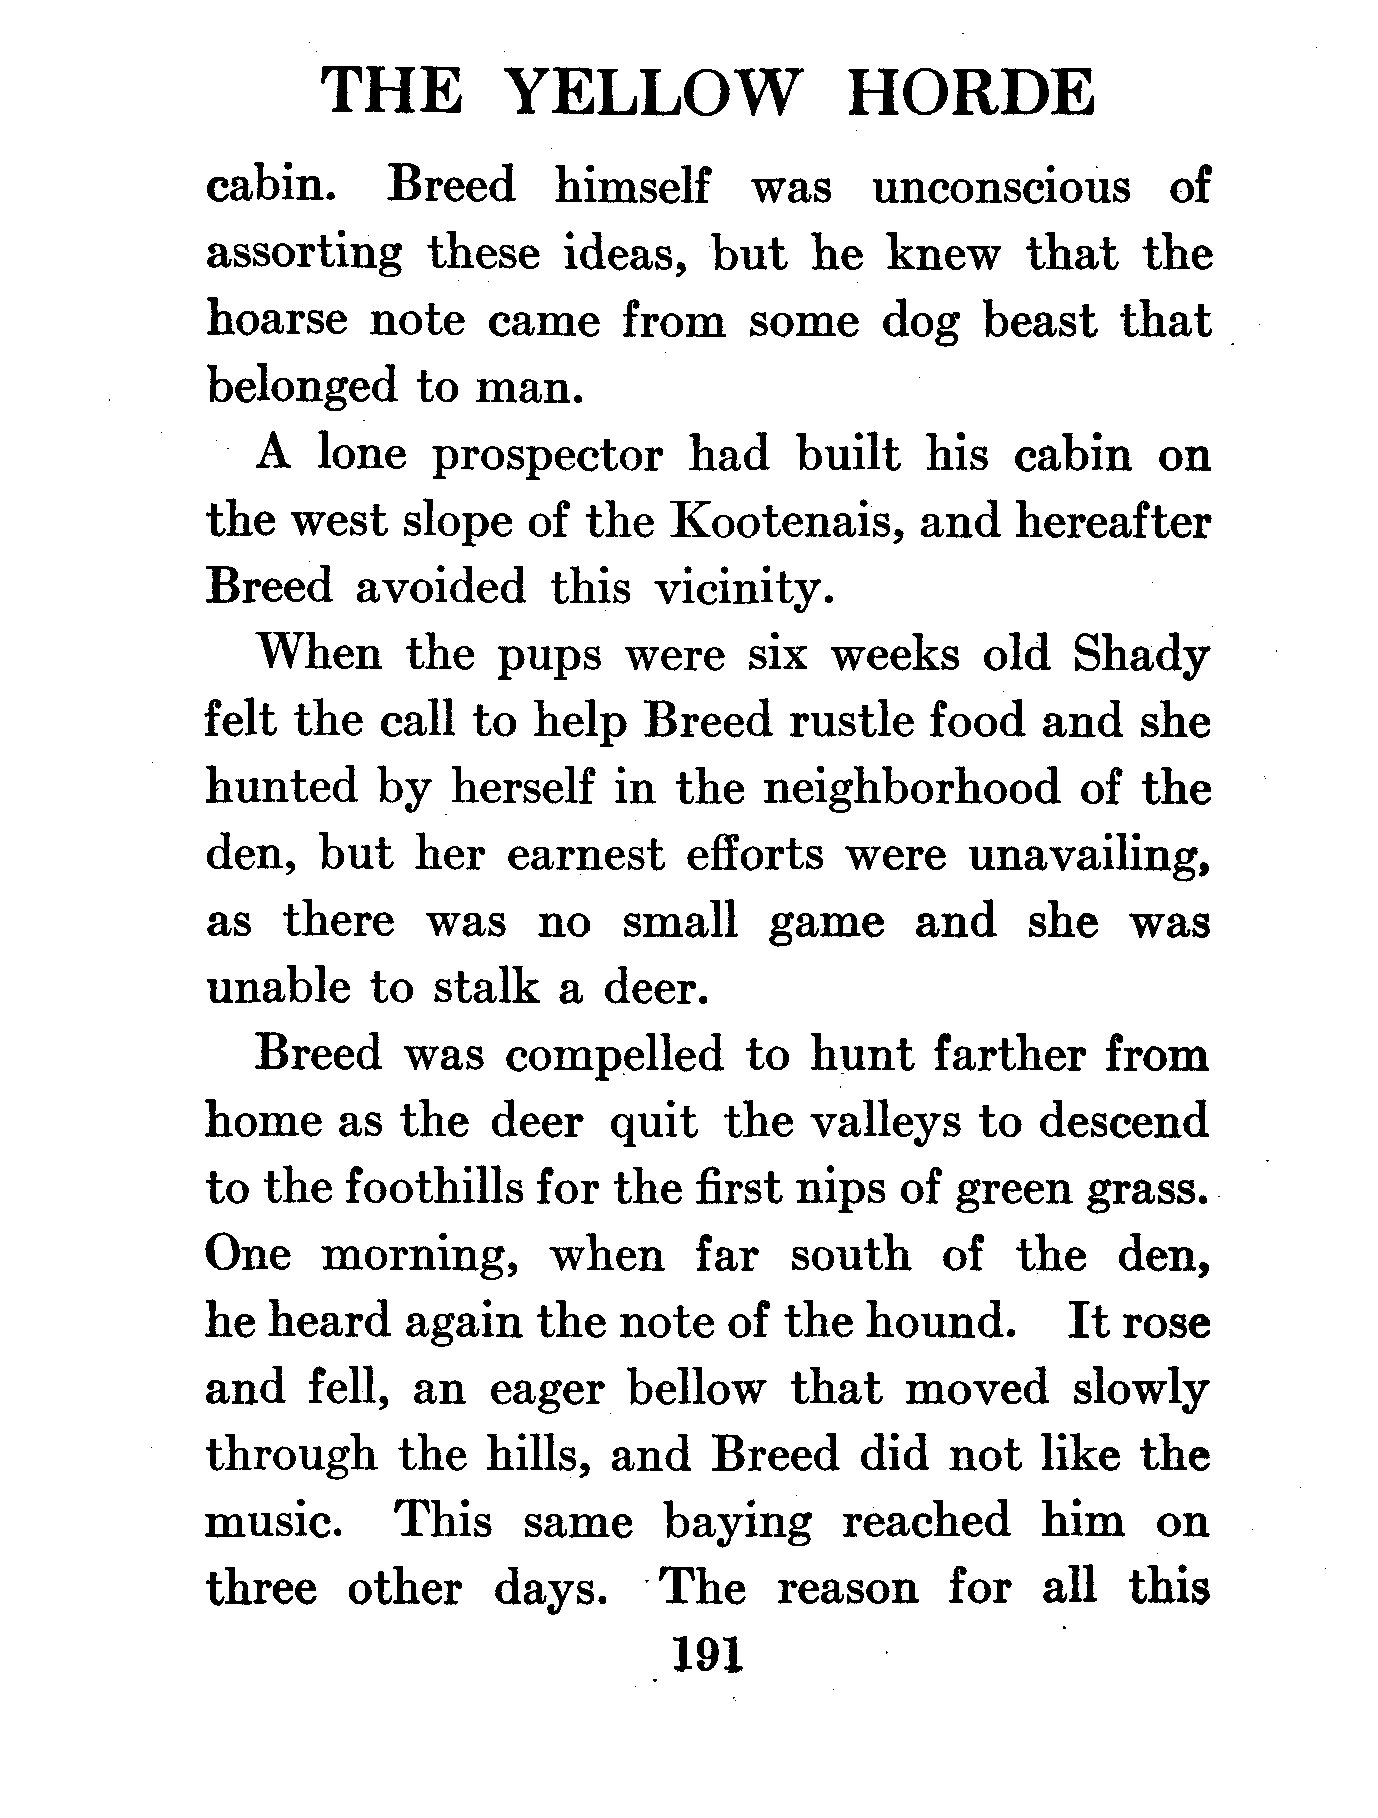 THE YELLOW HORDE
cabin. Breed himself was unconscious of
assorting these ideas, but he knew that the
hoarse note came from some dog beast that
belonged to man.
A lone prospector had built his cabin on
the west slope of the Kootenais, and hereafter
Breed avoided this vicinity.
When the pups were six weeks old Shady
felt the call to help Breed rustle food and she
hunted by herself in the neighborhood of the
den, but her earnest efforts were unavailing,
as there was no small game and she was
unable to stalk a deer.
Breed was compelled to hunt farther from
home as the deer quit the valleys to descend
to the foothills for the first nips of green grass.
One morning, when far south of the den,
he heard again the note of the hound. It rose
and fell, an eager bellow that moved slowly
through the hills, and Breed did not like the
music. This same baying reached him on
three other days. The reason for all this
191